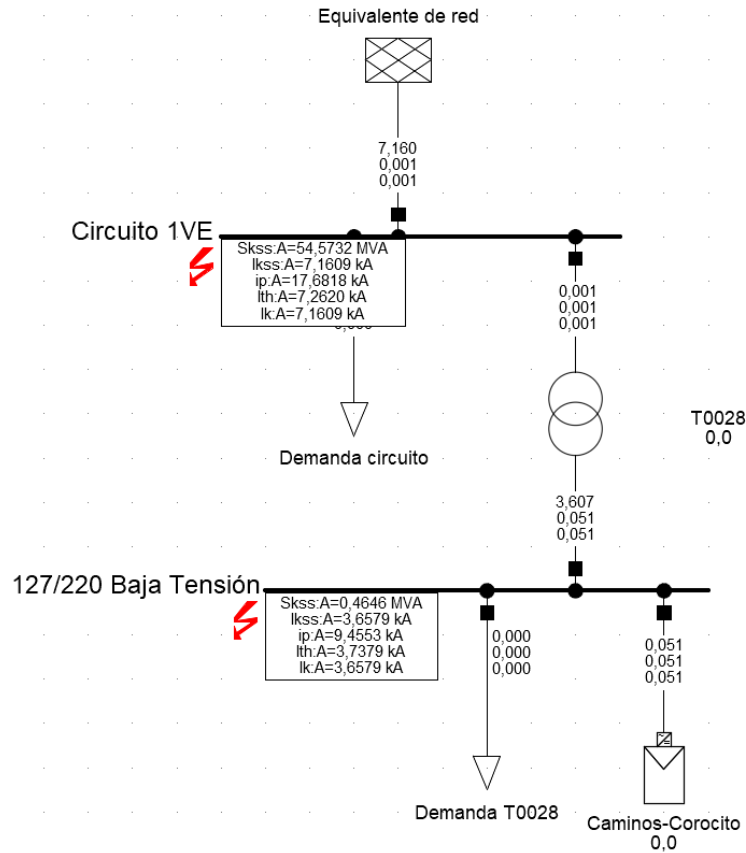 Equivalente de red
7,160
0,001
0,001
Circuito 1VE
Skss:A=54,5732 MVA
Ikss:A=7,1609 kA
ip:A=17,6818 kA
Ith:A=7,2620 kA
Ik:A=7,1609 kA
0,001
0,001
0,001
T0028
0,0
Demanda circuito
3,607
0,051
0,051
127/220 Baja Tensión
Skss:A=0,4646 MVA
Ikss:A=3,6579 kA
ip:A=9,4553 kA
Ith:A=3,7379 kA
Ik:A=3,6579 kA
0,000
0,000
0,000
0,051
0,051
0,051
Demanda T0028
Caminos-Corocito
0,0